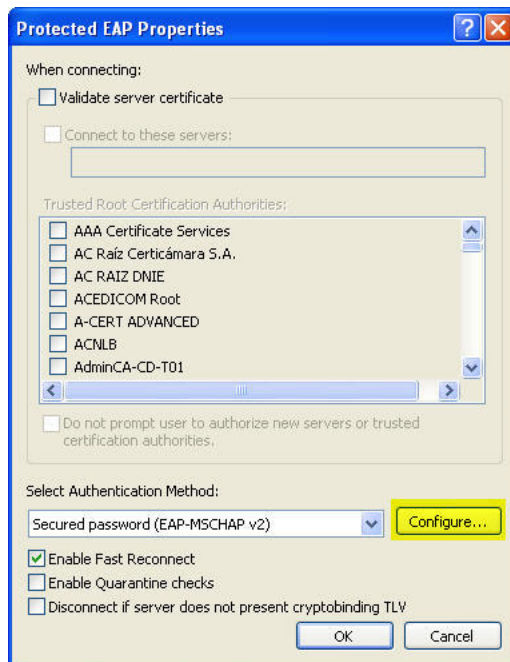 Protected EAP Properties
When connecting:
Validate server certificate
Connect to these servers:
Trusted Root Certification Authorities:
AAA Certificate Services
AC Raíz Certicámara S.A.
AC RAIZ DNIE
ACEDICOM Root
A-CERT ADVANCED
ACNLB
AdminCA-CD-T01
Do not prompt user to authorize new servers or trusted
certification authorities.
Select Authentication Method:
Secured password (EAP-MSCHAP v2)
Configure...
Enable Fast Reconnect
Enable Quarantine checks
Disconnect if server does not present cryptobinding TLV
OK
Cancel